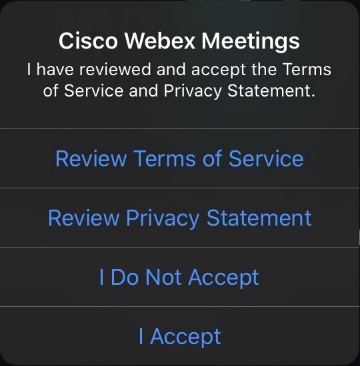 Cisco Webex Meetings
I have reviewed and accept the Terms
of Service and Privacy Statement.
Review Terms of Service
Review Privacy Statement
I Do Not Accept
I Accept